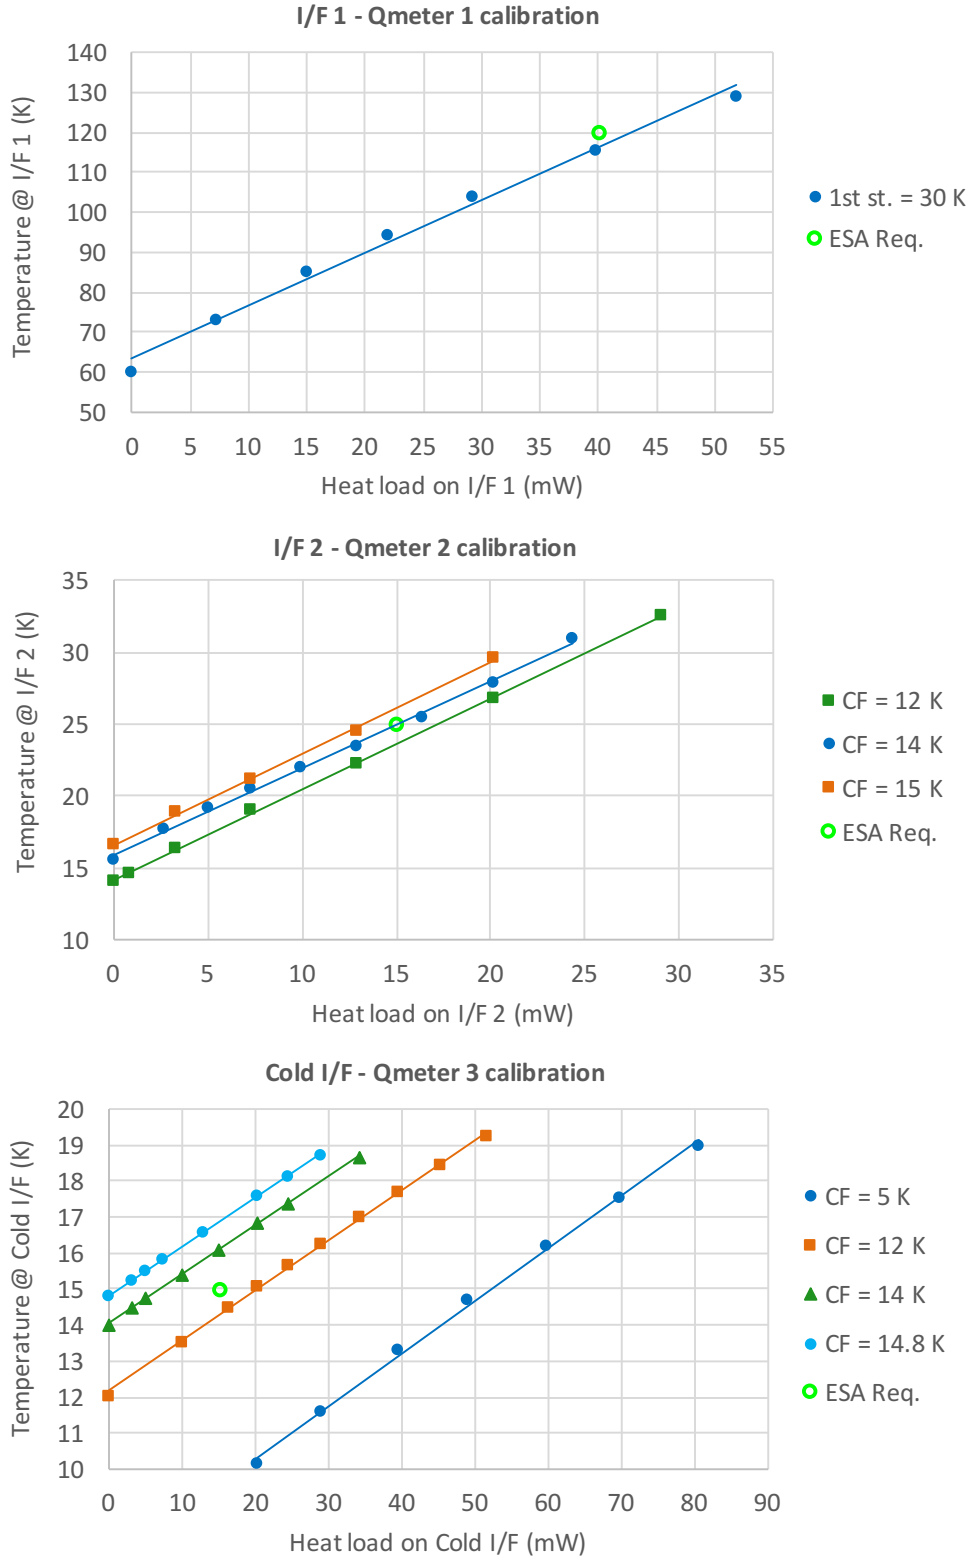 I/F 1 - Qmeter 1 calibration
Temperature @ I/F 1 (K)
140
130
120
110
100
90
80
70
60
50
0 5 10 15 20 25 30 35 40 45 50 55
Heat load on I/F 1 (mW)
1st st. = 30 K
ESA Req.
I/F 2 - Qmeter 2 calibration
Temperature @ I/F 2 (K)
35
30
25
20
15
10
0 5 10 15 20 25 30 35
Heat load on I/F 2 (mW)
CF = 12 K
CF = 14 K
CF = 15 K
ESA Req.
Cold I/F - Qmeter 3 calibration
Temperature @ Cold I/F (K)
20
19
18
17
16
15
14
13
12
11
10
0 10 20 30 40 50 60 70 80 90
Heat load on Cold I/F (mW)
CF = 5 K
CF = 12 K
CF = 14 K
CF = 14.8 K
ESA Req.